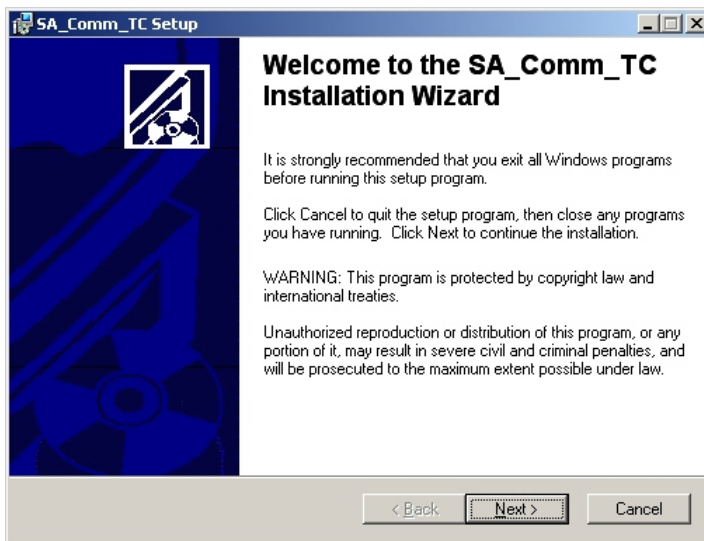 SA_Comm_TC Setup
Welcome to the SA_Comm_TC
Installation Wizard
It is strongly recommended that you exit all Windows programs
before running this setup program.
Click Cancel to quit the setup program, then close any programs
you have running.  Click Next to continue the installation.
WARNING: This program is protected by copyright law and
international treaties.
Unauthorized reproduction or distribution of this program, or any
portion of it, may result in severe civil and criminal penalties, and
will be prosecuted to the maximum extent possible under law.
< Back
Next >
Cancel